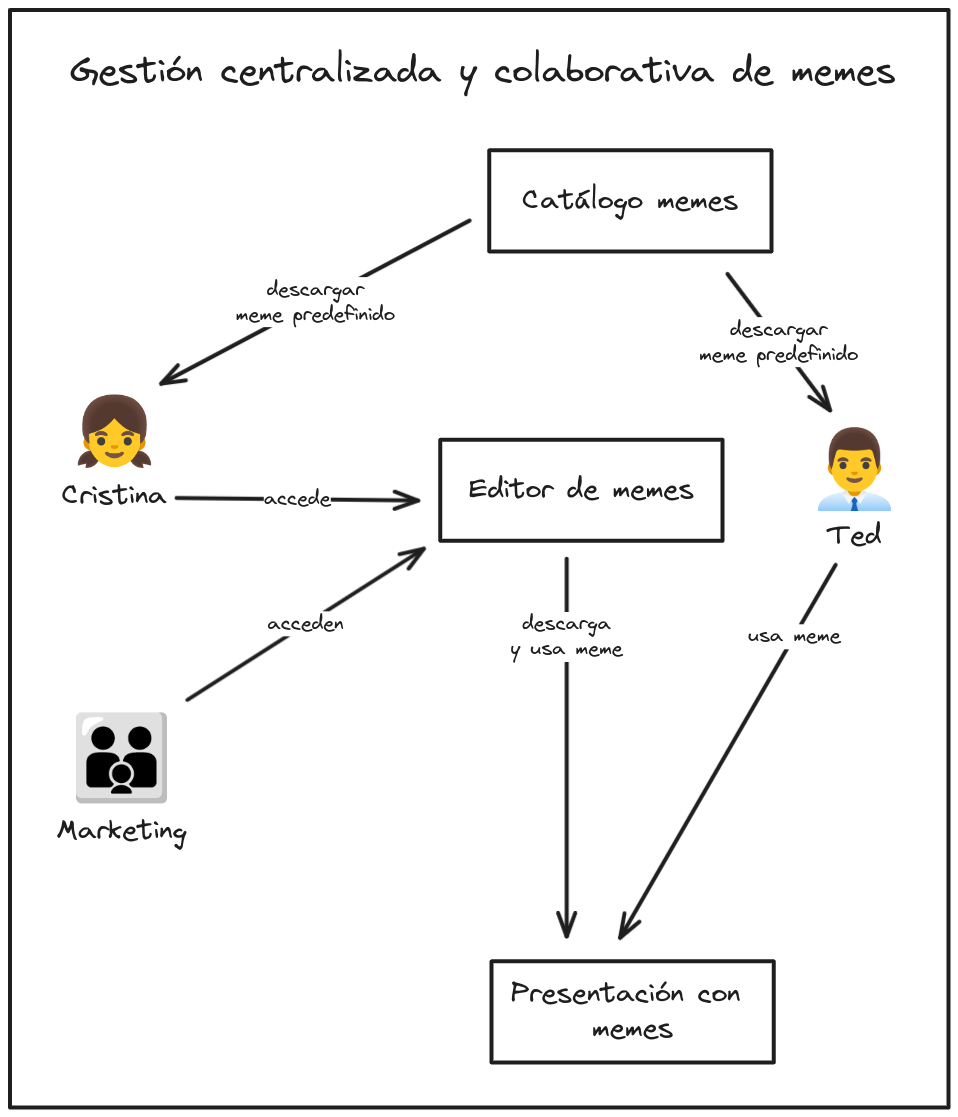 Gestión centralizada y colaborativa de memes
Catálogo memes
descargar
meme predefinido
descargar
meme predefinido
Cristina
accede
Editor de memes
Ted
acceden
descarga
y usa meme
usa meme
Marketing
Presentación con
memes